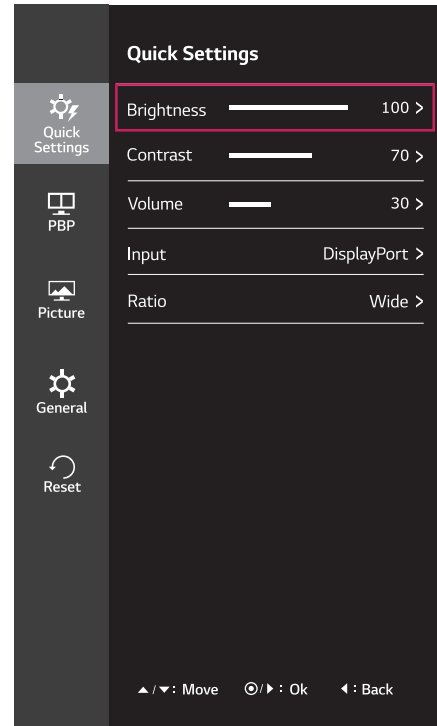 Quick Settings
Quick
Settings
Brightness 100 >
Contrast 70 >
Volume 30 >
PBP
Input DisplayPort >
Ratio Wide >
Picture
General
Reset
▲/▼: Move ⦿/▶ : Ok ◀ : Back